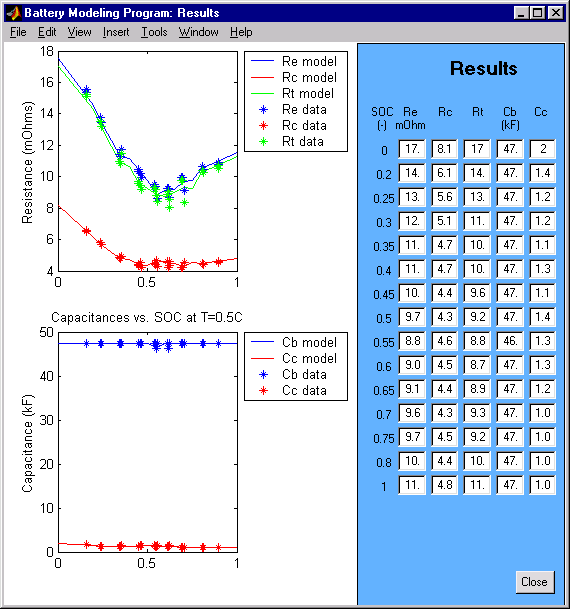 Battery Modeling Program: Results
File Edit View Insert Tools Window Help
18
16
14
12
10
8
6
4
0 0.5 1
Resistance (mOhms)
Re model
Rc model
Rt model
Re data
Rc data
Rt data
Capacitances vs. SOC at T=0.5C
50
40
30
20
10
0
0 0.5 1
Capacitance (kF)
Cb model
Cc model
Cb data
Cc data
Results
SOC Re Rc Rt Cb Cc
(-) mOhm (kF)
0 17. 8.1 17 47. 2
0.2 14. 6.1 14. 47. 1.4
0.25 13. 5.6 13. 47. 1.2
0.3 12. 5.1 11. 47. 1.2
0.35 11. 4.7 10. 47. 1.1
0.4 11. 4.7 10. 47. 1.3
0.45 10. 4.4 9.6 47. 1.1
0.5 9.7 4.3 9.2 47. 1.4
0.55 8.8 4.6 8.8 46. 1.3
0.6 9.0 4.5 8.7 47. 1.3
0.65 9.1 4.4 8.9 47. 1.2
0.7 9.6 4.3 9.3 47. 1.0
0.75 9.7 4.5 9.2 47. 1.0
0.8 10. 4.4 10. 47. 1.0
1 11. 4.8 11. 47. 1.0
Close